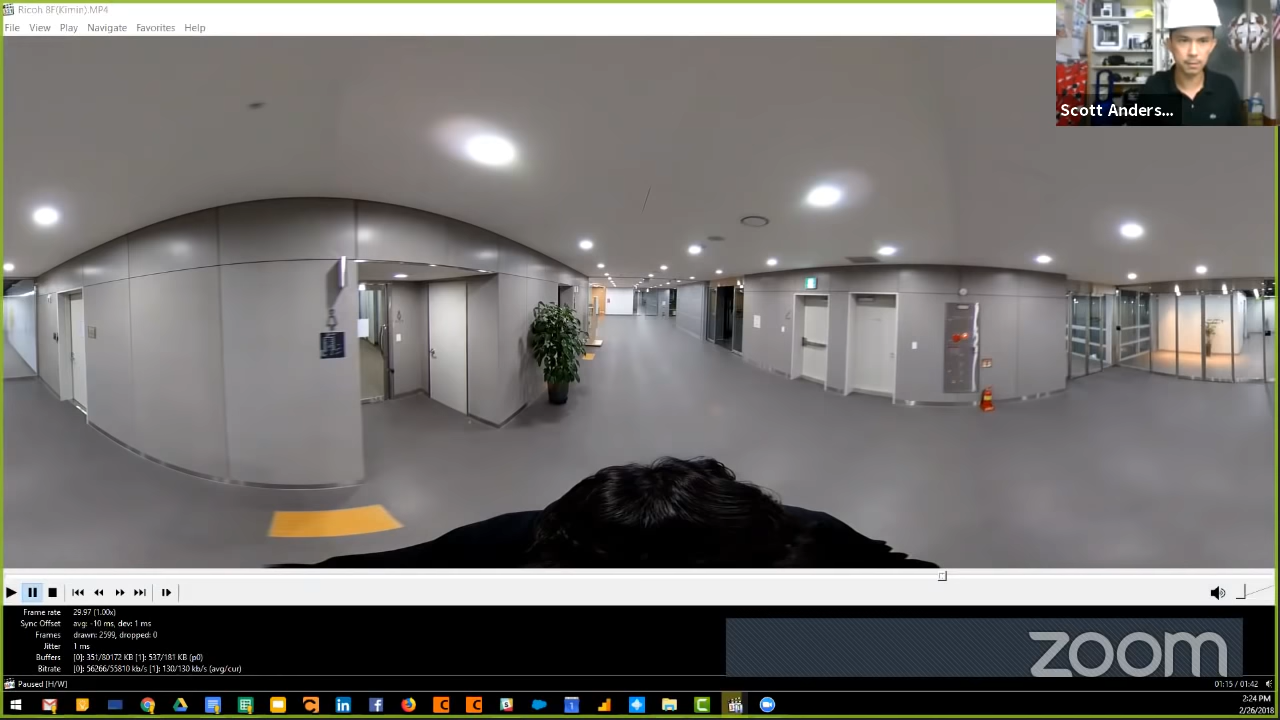 Ricoh 8F(Kimin).MP4
File View Play Navigate Favorites Help
Scott Anders...
Frame rate 29.97 (1.00x)
Sync Offset avg: -10 ms, dev: 1 ms
Frames drawn: 2599, dropped: 0
Jitter 1 ms
Buffers [0]: 351/80172 KB [1]: 537/181 KB (p0)
Bitrate [0]: 56266/55810 kb/s [1]: 130/130 kb/s (avg/cur)
zoom
Paused [H/W]
01:15 / 01:42
2:24 PM
2/26/2018